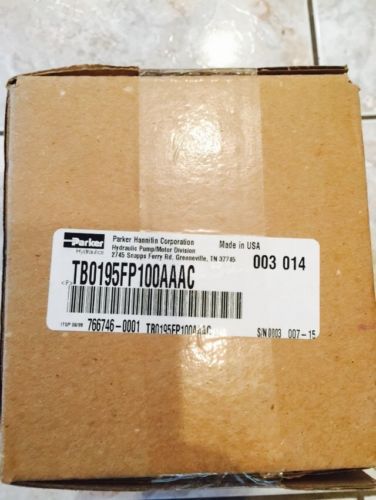 Parker
Hydraulics
Parker Hannifin Corporation
Hydraulic Pump/Motor Division
2745 Snapps Ferry Rd. Greeneville, TN 37745
Made in USA
003 014
TB0195FP100AAAC
766746-0001 TB0195FP100AAAC
S/N 0003 007-15